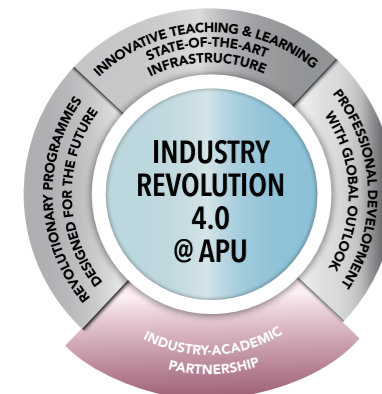 INNOVATIVE TEACHING & LEARNING
STATE-OF-THE-ART
INFRASTRUCTURE
PROFESSIONAL DEVELOPMENT
WITH GLOBAL OUTLOOK
REVOLUTIONARY PROGRAMMES
DESIGNED FOR THE FUTURE
INDUSTRY
REVOLUTION
4.0
@ APU
INDUSTRY-ACADEMIC
PARTNERSHIP